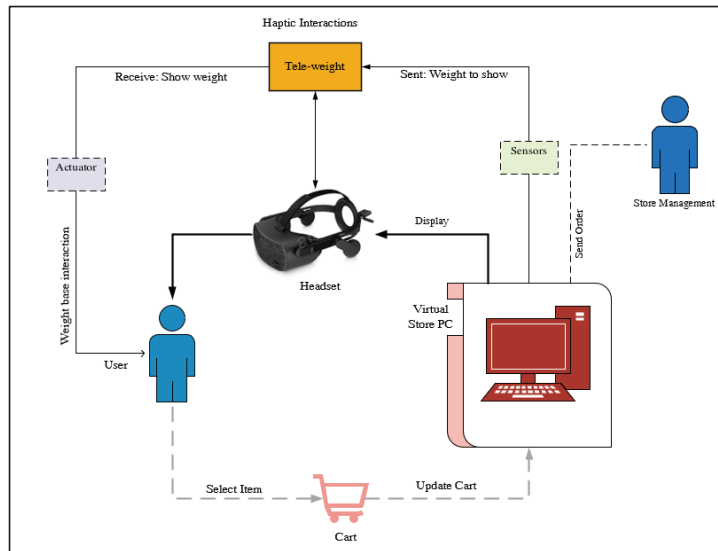 Haptic Interactions
Tele-weight
Receive: Show weight
Sent: Weight to show
Actuator
Sensors
Store Management
Weight base interaction
Display
Send Order
Headset
Virtual
Store PC
User
Select Item
Update Cart
Cart